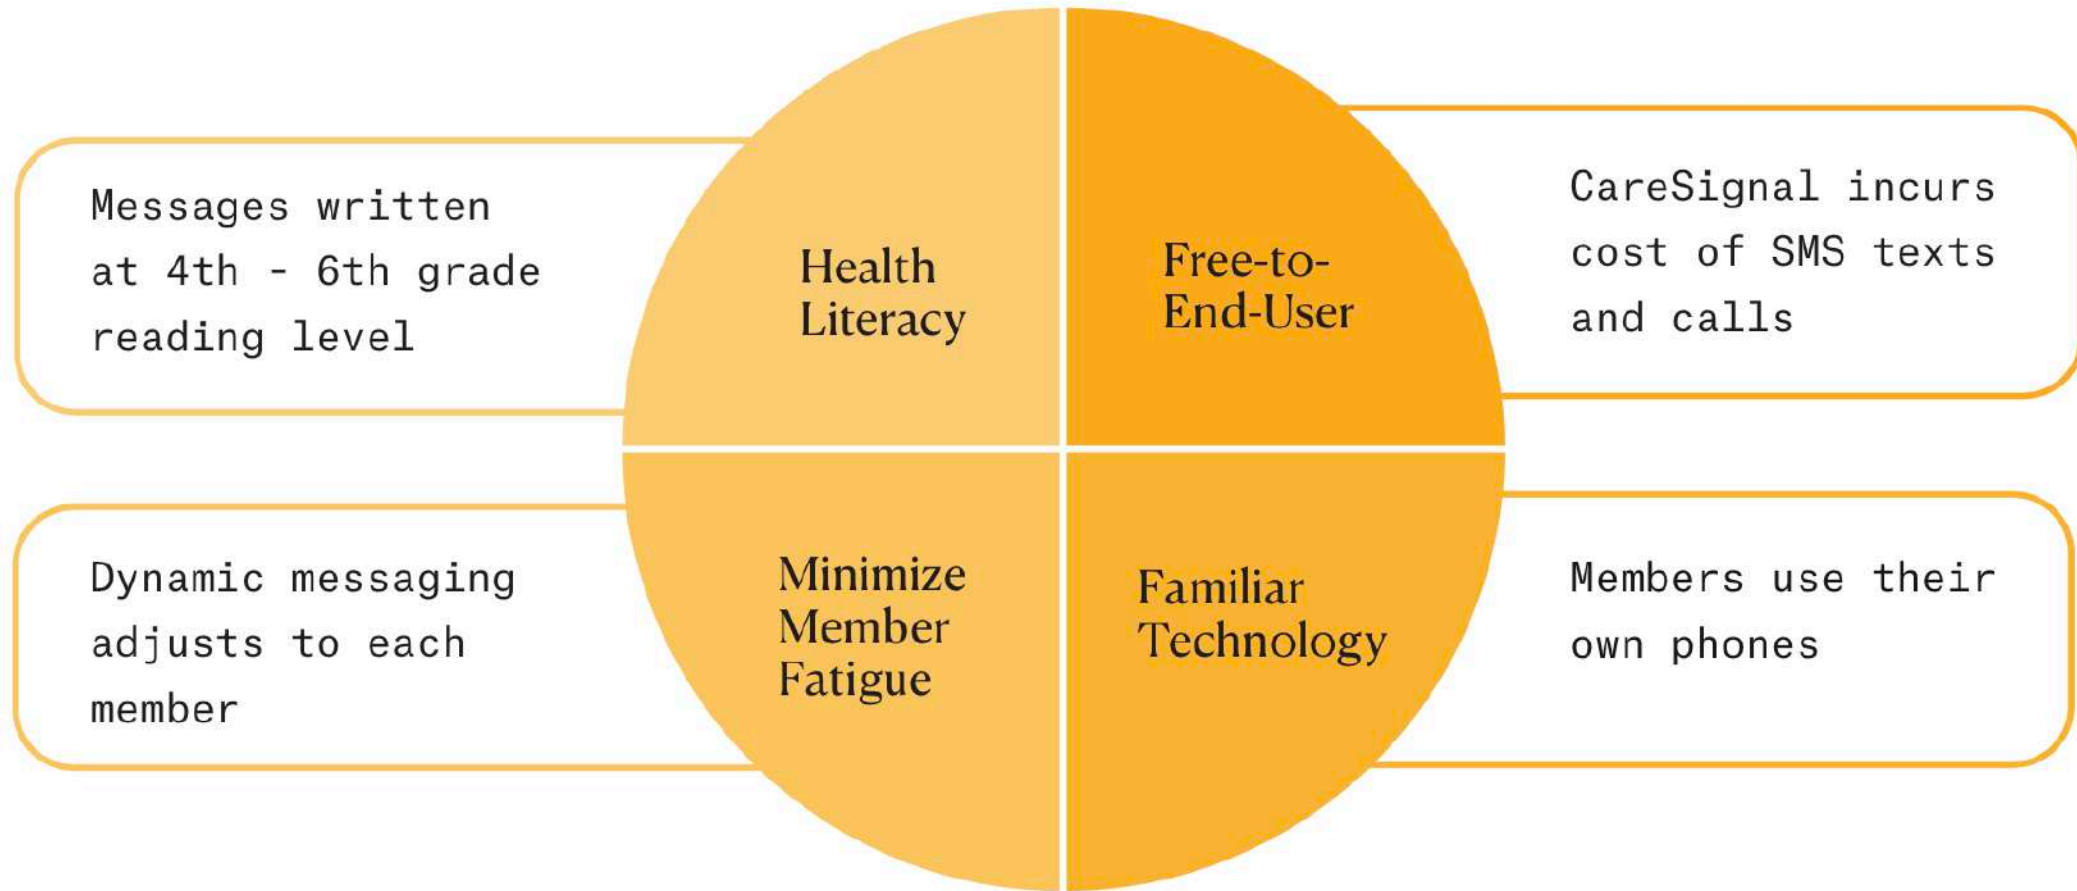 Messages written
at 4th - 6th grade
reading level
Health
Literacy
Free-to-
End-User
CareSignal incurs
cost of SMS texts
and calls
Dynamic messaging
adjusts to each
member
Minimize
Member
Fatigue
Familiar
Technology
Members use their
own phones